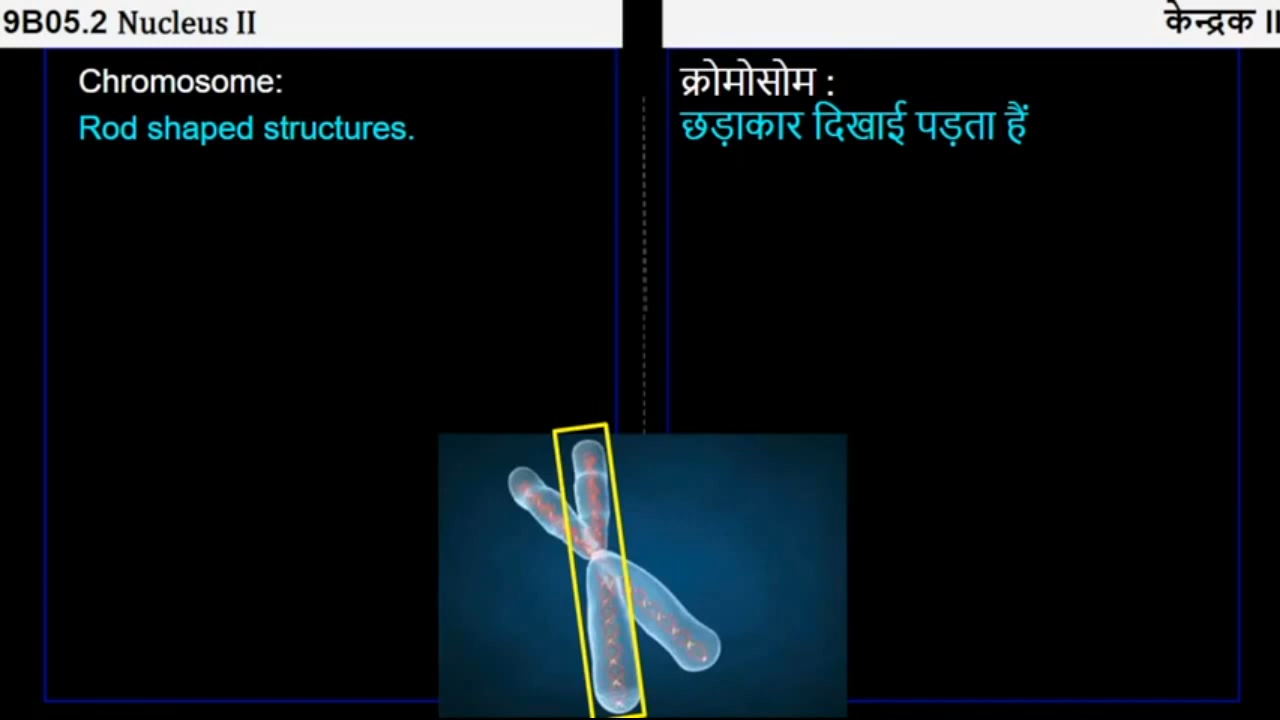 9B05.2 Nucleus II
केन्द्रक II
Chromosome:
Rod shaped structures.
क्रोमोसोम :
छड़ाकार दिखाई पड़ता हैं